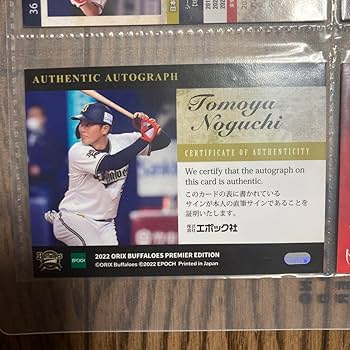 36
AUTHENTIC AUTOGRAPH
Tomoya
Noguchi
CERTIFICATE OF AUTHENTICITY
We certify that the autograph on
this card is authentic.
このカードの表に書かれている
サインが本人の直筆サインであることを
証明いたします。
株式会社エポック社
EPOCH
2022 ORIX BUFFALOES PREMIER EDITION
©ORIX Buffaloes ©2022 EPOCH Printed in Japan